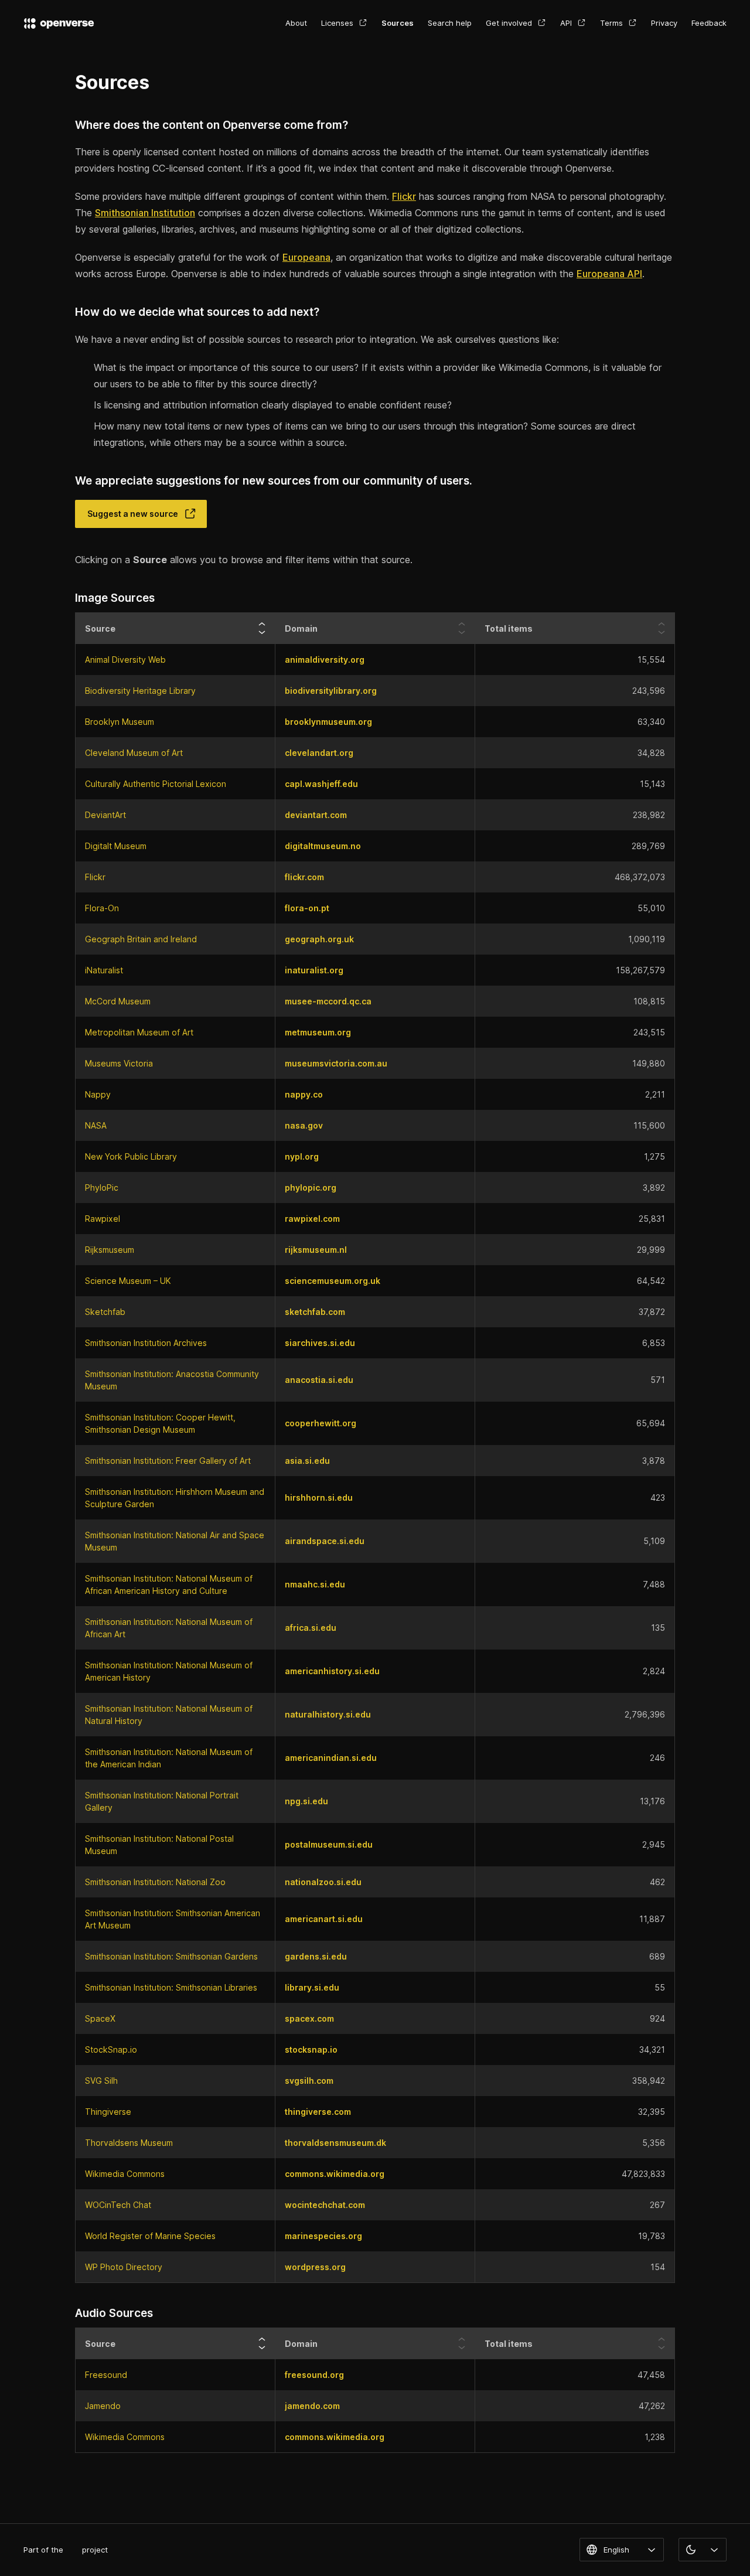 openverse
About
Licenses
Sources
Search help
Get involved
API
Terms
Privacy
Feedback
Sources
Where does the content on Openverse come from?
There is openly licensed content hosted on millions of domains across the breadth of the internet. Our team systematically identifies
providers hosting CC-licensed content. If it's a good fit, we index that content and make it discoverable through Openverse.
Some providers have multiple different groupings of content within them. Flickr has sources ranging from NASA to personal photography.
The Smithsonian Institution comprises a dozen diverse collections. Wikimedia Commons runs the gamut in terms of content, and is used
by several galleries, libraries, archives, and museums highlighting some or all of their digitized collections.
Openverse is especially grateful for the work of Europeana, an organization that works to digitize and make discoverable cultural heritage
works across Europe. Openverse is able to index hundreds of valuable sources through a single integration with the Europeana API.
How do we decide what sources to add next?
We have a never ending list of possible sources to research prior to integration. We ask ourselves questions like:
What is the impact or importance of this source to our users? If it exists within a provider like Wikimedia Commons, is it valuable for
our users to be able to filter by this source directly?
Is licensing and attribution information clearly displayed to enable confident reuse?
How many new total items or new types of items can we bring to our users through this integration? Some sources are direct
integrations, while others may be a source within a source.
We appreciate suggestions for new sources from our community of users.
Suggest a new source
Clicking on a Source allows you to browse and filter items within that source.
Image Sources
Source Domain Total items
Animal Diversity Web animaldiversity.org 15,554
Biodiversity Heritage Library biodiversitylibrary.org 243,596
Brooklyn Museum brooklynmuseum.org 63,340
Cleveland Museum of Art clevelandart.org 34,828
Culturally Authentic Pictorial Lexicon capl.washjeff.edu 15,143
DeviantArt deviantart.com 238,982
Digitalt Museum digitaltmuseum.no 289,769
Flickr flickr.com 468,372,073
Flora-On flora-on.pt 55,010
Geograph Britain and Ireland geograph.org.uk 1,090,119
iNaturalist inaturalist.org 158,267,579
McCord Museum musee-mccord.qc.ca 108,815
Metropolitan Museum of Art metmuseum.org 243,515
Museums Victoria museumsvictoria.com.au 149,880
Nappy nappy.co 2,211
NASA nasa.gov 115,600
New York Public Library nypl.org 1,275
PhyloPic phylopic.org 3,892
Rawpixel rawpixel.com 25,831
Rijksmuseum rijksmuseum.nl 29,999
Science Museum – UK sciencemuseum.org.uk 64,542
Sketchfab sketchfab.com 37,872
Smithsonian Institution Archives siarchives.si.edu 6,853
Smithsonian Institution: Anacostia Community
Museum anacostia.si.edu 571
Smithsonian Institution: Cooper Hewitt,
Smithsonian Design Museum cooperhewitt.org 65,694
Smithsonian Institution: Freer Gallery of Art asia.si.edu 3,878
Smithsonian Institution: Hirshhorn Museum and
Sculpture Garden hirshhorn.si.edu 423
Smithsonian Institution: National Air and Space
Museum airandspace.si.edu 5,109
Smithsonian Institution: National Museum of
African American History and Culture nmaahc.si.edu 7,488
Smithsonian Institution: National Museum of
African Art africa.si.edu 135
Smithsonian Institution: National Museum of
American History americanhistory.si.edu 2,824
Smithsonian Institution: National Museum of
Natural History naturalhistory.si.edu 2,796,396
Smithsonian Institution: National Museum of
the American Indian americanindian.si.edu 246
Smithsonian Institution: National Portrait
Gallery npg.si.edu 13,176
Smithsonian Institution: National Postal
Museum postalmuseum.si.edu 2,945
Smithsonian Institution: National Zoo nationalzoo.si.edu 462
Smithsonian Institution: Smithsonian American
Art Museum americanart.si.edu 11,887
Smithsonian Institution: Smithsonian Gardens gardens.si.edu 689
Smithsonian Institution: Smithsonian Libraries library.si.edu 55
SpaceX spacex.com 924
StockSnap.io stocksnap.io 34,321
SVG Silh svgsilh.com 358,942
Thingiverse thingiverse.com 32,395
Thorvaldsens Museum thorvaldsensmuseum.dk 5,356
Wikimedia Commons commons.wikimedia.org 47,823,833
WOCinTech Chat wocintechchat.com 267
World Register of Marine Species marinespecies.org 19,783
WP Photo Directory wordpress.org 154
Audio Sources
Source Domain Total items
Freesound freesound.org 47,458
Jamendo jamendo.com 47,262
Wikimedia Commons commons.wikimedia.org 1,238
Part of the project
English